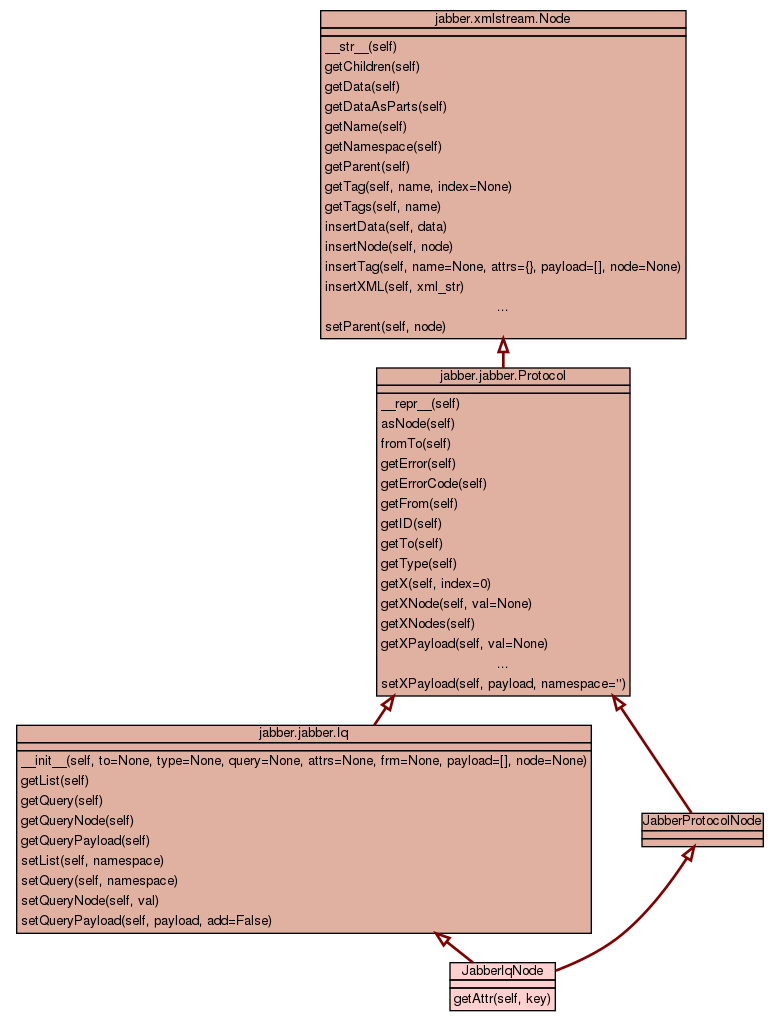 jabber.xmlstream.Node
__str__(self)
getChildren(self)
getData(self)
getDataAsParts(self)
getName(self)
getNamespace(self)
getParent(self)
getTag(self, name, index=None)
getTags(self, name)
insertData(self, data)
insertNode(self, node)
insertTag(self, name=None, attrs={}, payload=[], node=None)
insertXML(self, xml_str)
...
setParent(self, node)
jabber.jabber.Protocol
__repr__(self)
asNode(self)
fromTo(self)
getError(self)
getErrorCode(self)
getFrom(self)
getID(self)
getTo(self)
getType(self)
getX(self, index=0)
getXNode(self, val=None)
getXNodes(self)
getXPayload(self, val=None)
...
setXPayload(self, payload, namespace='')
jabber.jabber.Iq
__init__(self, to=None, type=None, query=None, attrs=None, frm=None, payload=[], node=None)
getList(self)
getQuery(self)
getQueryNode(self)
getQueryPayload(self)
setList(self, namespace)
setQuery(self, namespace)
setQueryNode(self, val)
setQueryPayload(self, payload, add=False)
JabberProtocolNode
JabberIqNode
getAttr(self, key)